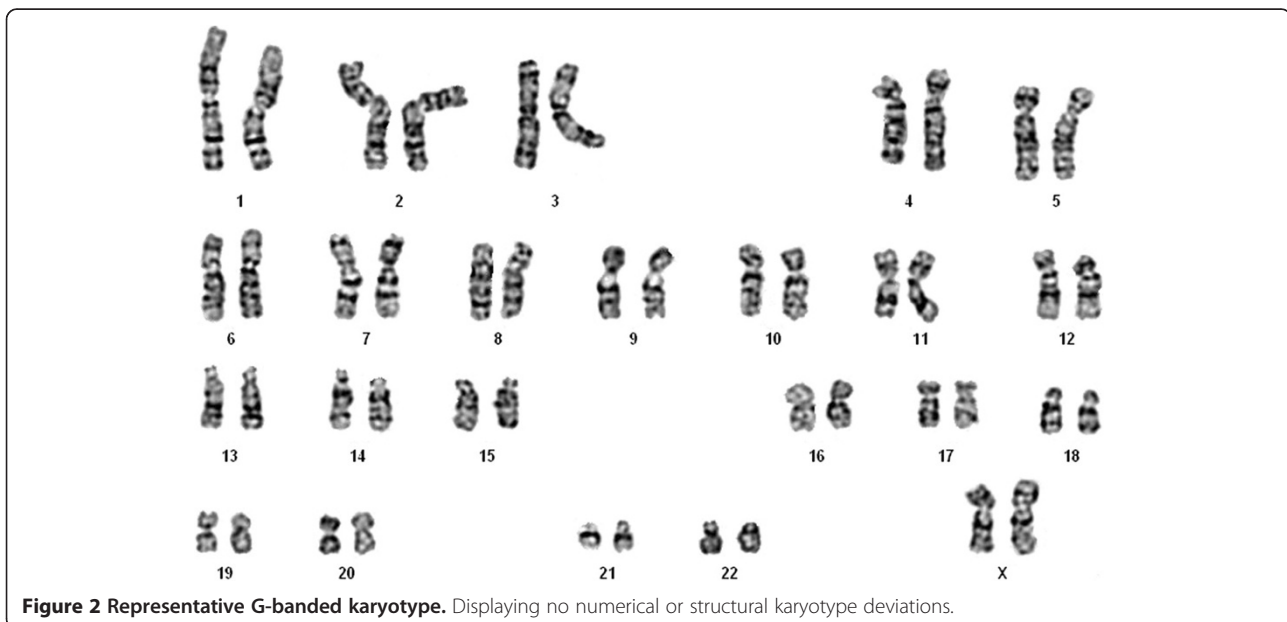 1 2 3 4 5
6 7 8 9 10 11 12
13 14 15 16 17 18
19 20 21 22 X
Figure 2 Representative G-banded karyotype. Displaying no numerical or structural karyotype deviations.